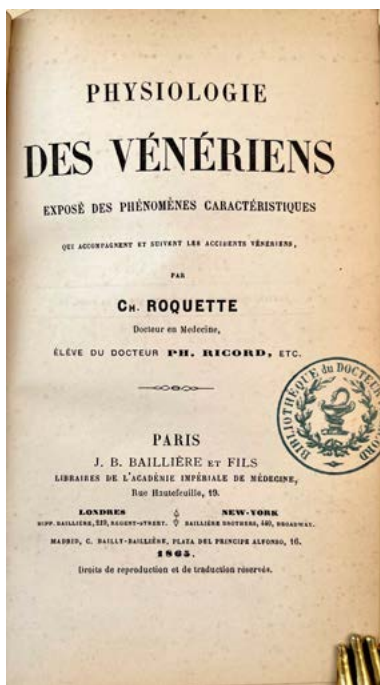 PHYSIOLOGIE
DES VÉNÉRIENS
EXPOSÉ DES PHÉNOMÈNES CARACTÉRISTIQUES
QUI ACCOMPAGNENT ET SUIVENT LES ACCIDENTS VÉNÉRIENS,
PAR
CH. ROQUETTE
Docteur en Medecine,
ÉLÈVE DU DOCTEUR PH. RICORD, ETC.
BIBLIOTHÈQUE du DOCTEUR
PARIS
J. B. BAILLIÈRE ET FILS
LIBRAIRES DE L'ACADÉMIE IMPÉRIALE DE MÉDECINE,
Rue Hautefeuille, 19.
LONDRES NEW-YORK
HIPP. BAILLIÈRE, 219, REGENT-STREET. BAILLIÈRE BROTHERS, 440, BROADWAY.
MADRID, C. BAILLY-BAILLIÈRE, PLAZA DEL PRINCIPE ALFONSO, 16.
1865.
Droits de reproduction et de traduction réservés.